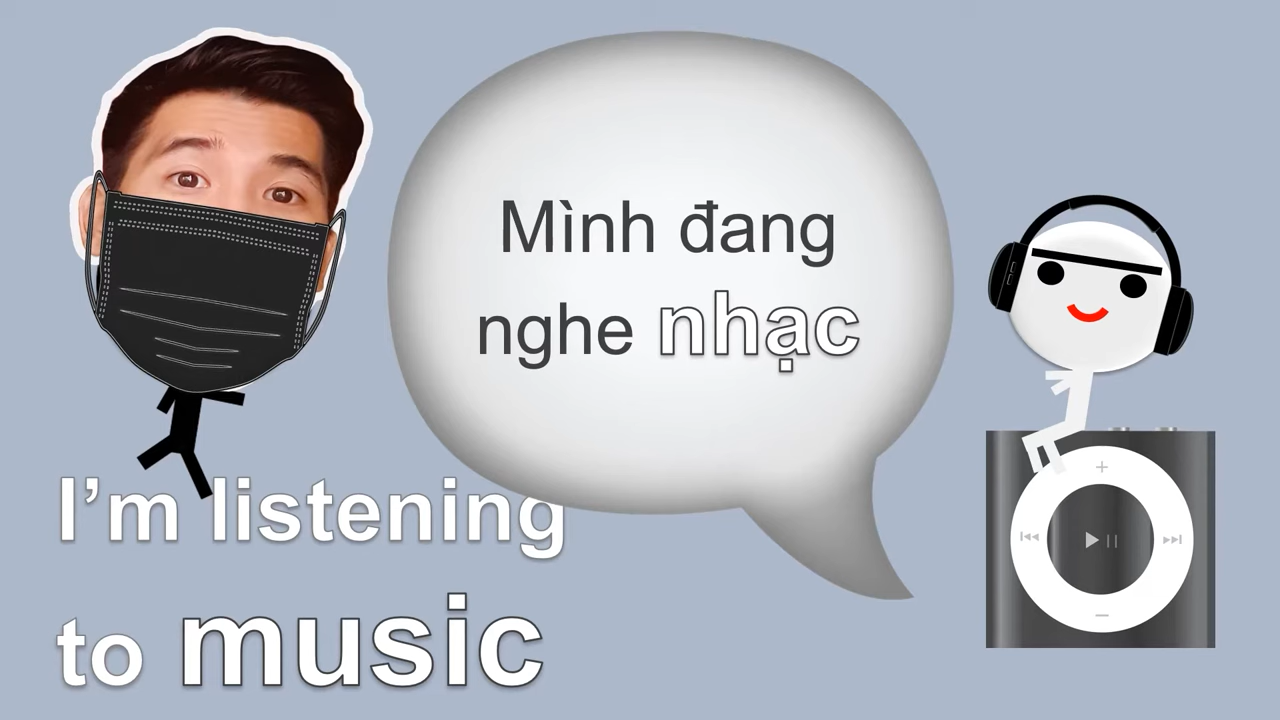 Mình đang
nghe nhạc
I’m listening
to music